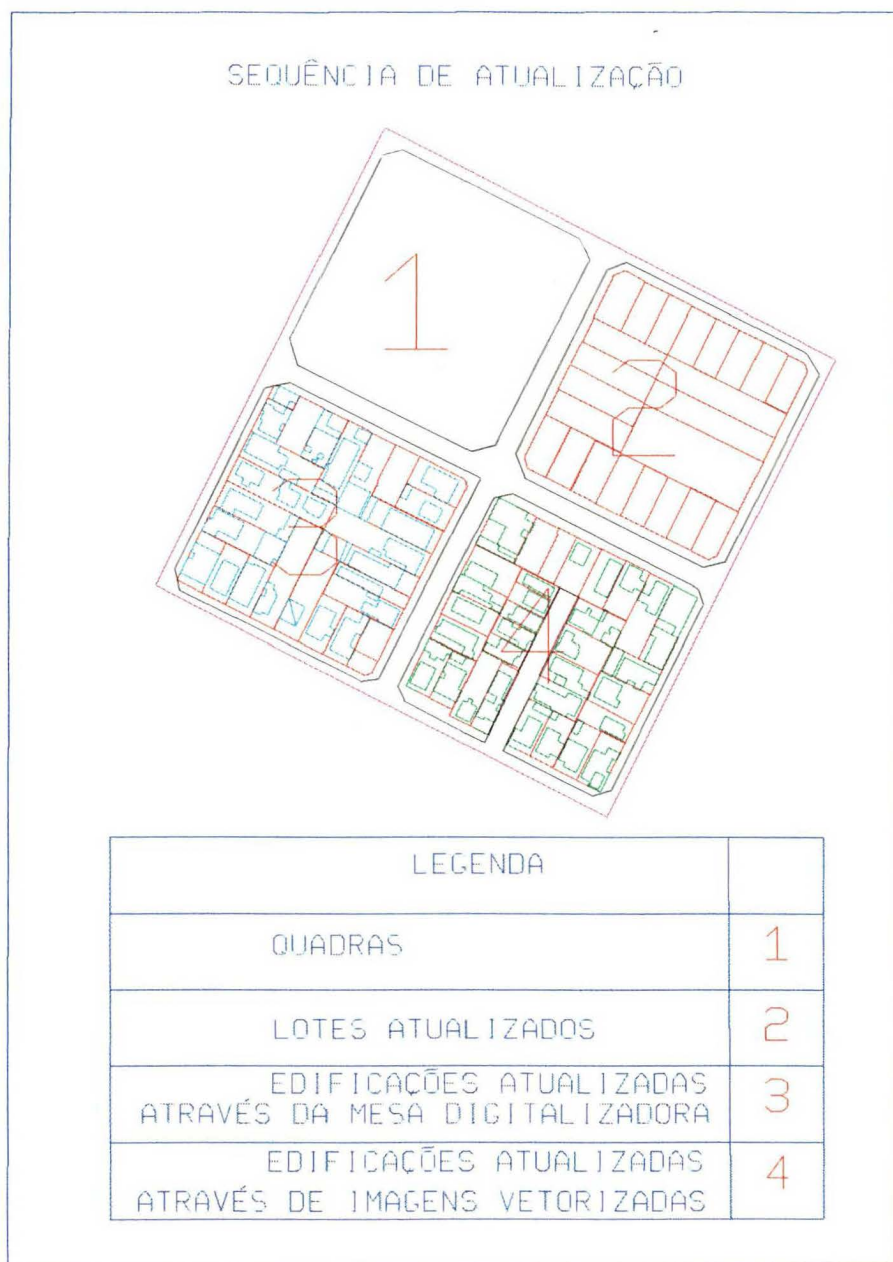 SEQUÊNCIA DE ATUALIZAÇÃO
1
2
3
4
LEGENDA
QUADRAS 1
LOTES ATUALIZADOS 2
EDIFICAÇÕES ATUALIZADAS
ATRAVÉS DA MESA DIGITALIZADORA 3
EDIFICAÇÕES ATUALIZADAS
ATRAVÉS DE IMAGENS VETORIZADAS 4